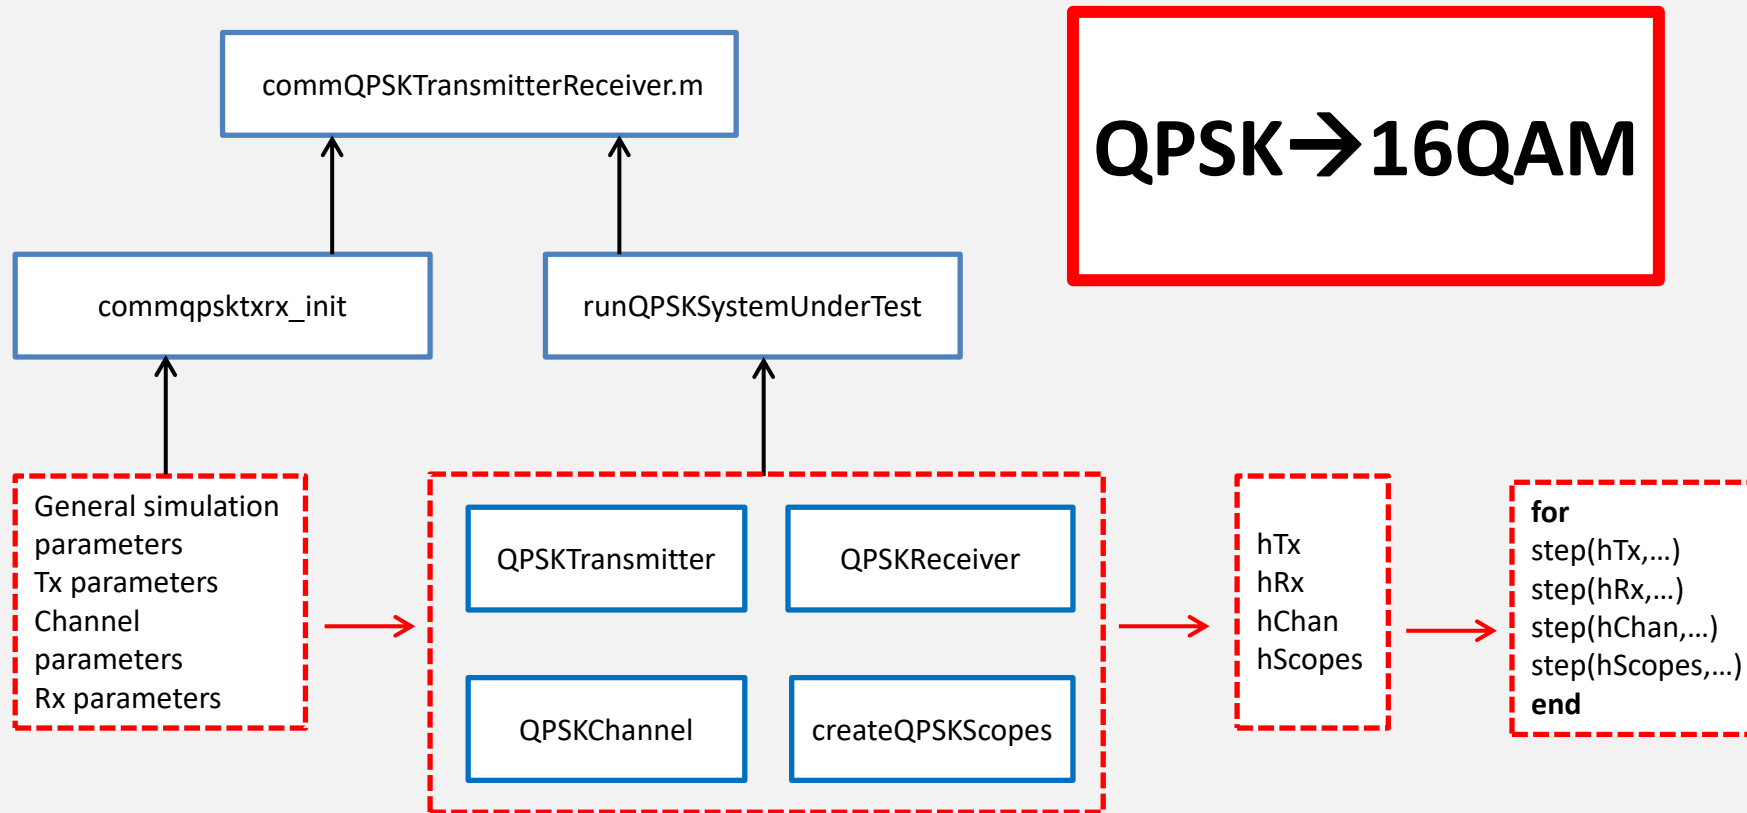 commQPSKTransmitterReceiver.m
QPSK→16QAM
commqpsktxrx_init
runQPSKSystemUnderTest
General simulation
parameters
Tx parameters
Channel
parameters
Rx parameters
QPSKTransmitter
QPSKReceiver
QPSKChannel
createQPSKScopes
hTx
hRx
hChan
hScopes
for
step(hTx,...)
step(hRx,...)
step(hChan,...)
step(hScopes,...)
end